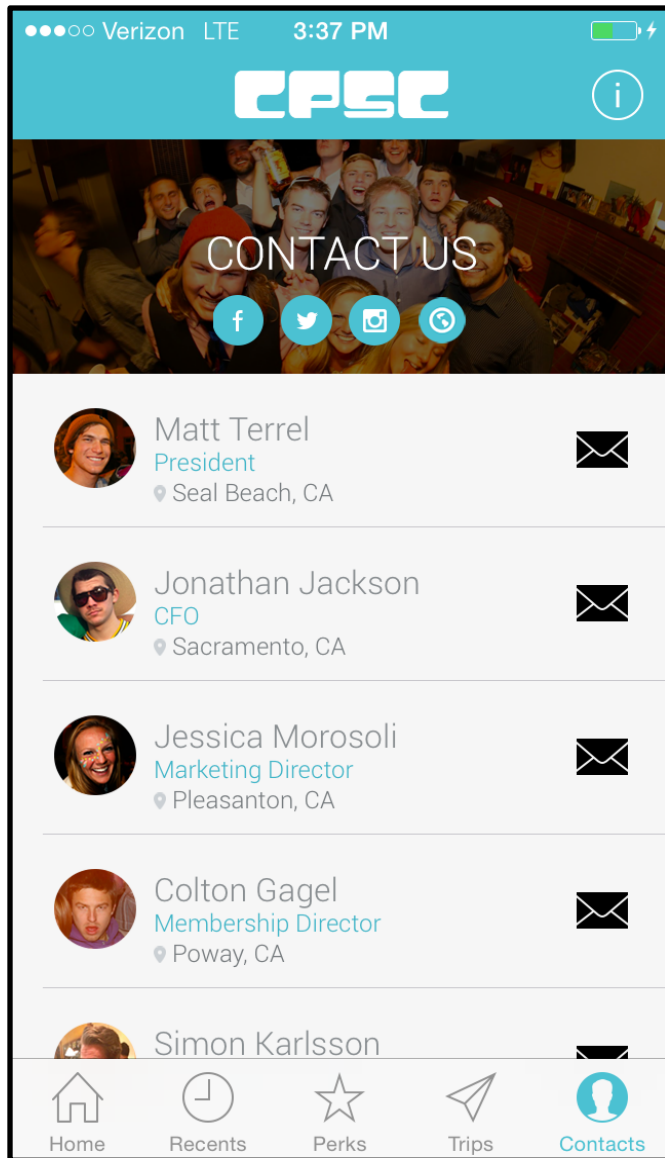 Verizon LTE 3:37 PM
CPSC
i
CONTACT US
f
Matt Terrel
President
Seal Beach, CA
Jonathan Jackson
CFO
Sacramento, CA
Jessica Morosoli
Marketing Director
Pleasanton, CA
Colton Gagel
Membership Director
Poway, CA
Simon Karlsson
Home Recents Perks Trips Contacts